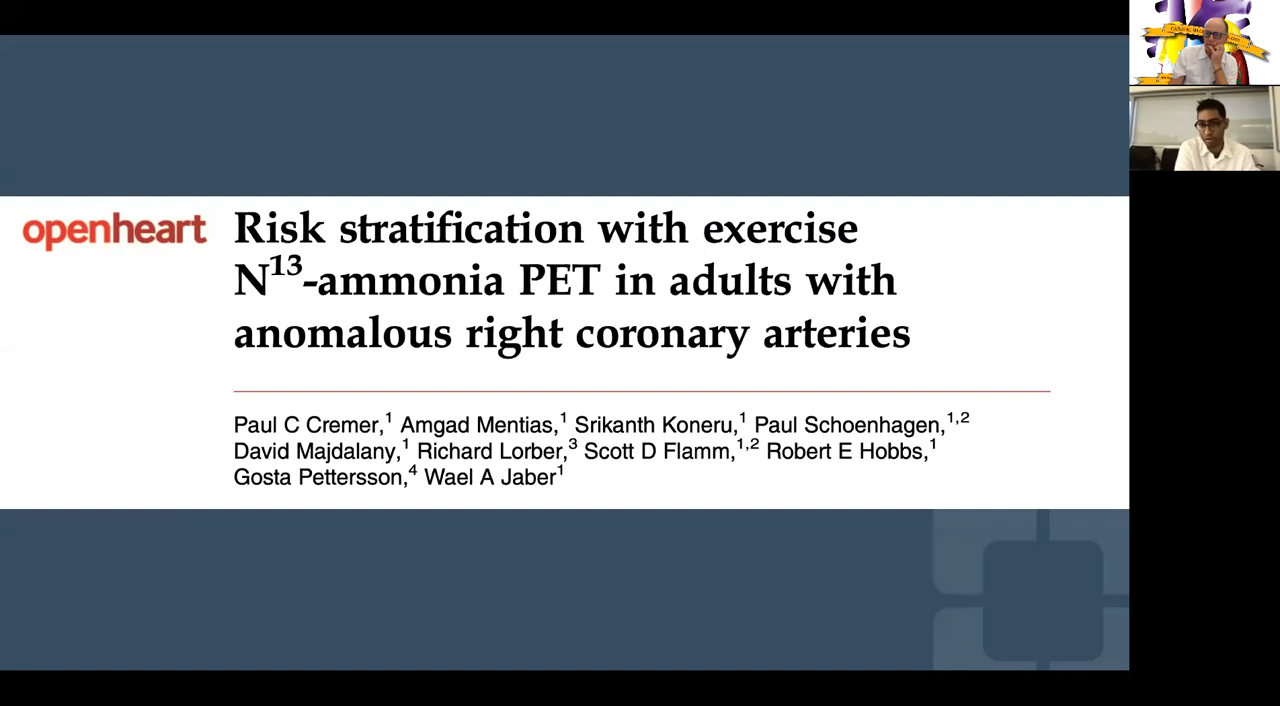 openheart
Risk stratification with exercise
N13-ammonia PET in adults with
anomalous right coronary arteries
Paul C Cremer,1 Amgad Mentias,1 Srikanth Koneru,1 Paul Schoenhagen,1,2
David Majdalany,1 Richard Lorber,3 Scott D Flamm,1,2 Robert E Hobbs,1
Gosta Pettersson,4 Wael A Jaber1